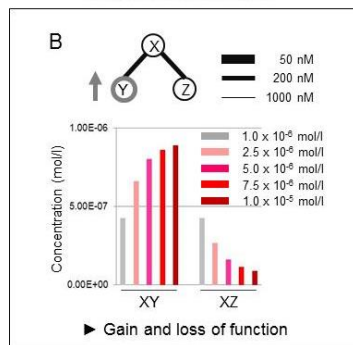 B
X
Y
Z
50 nM
200 nM
1000 nM
Concentration (mol/l)
1.00E-06
5.00E-07
0.00E+00
1.0 x 10⁻⁶ mol/l
2.5 x 10⁻⁶ mol/l
5.0 x 10⁻⁶ mol/l
7.5 x 10⁻⁶ mol/l
1.0 x 10⁻⁵ mol/l
XY XZ
► Gain and loss of function